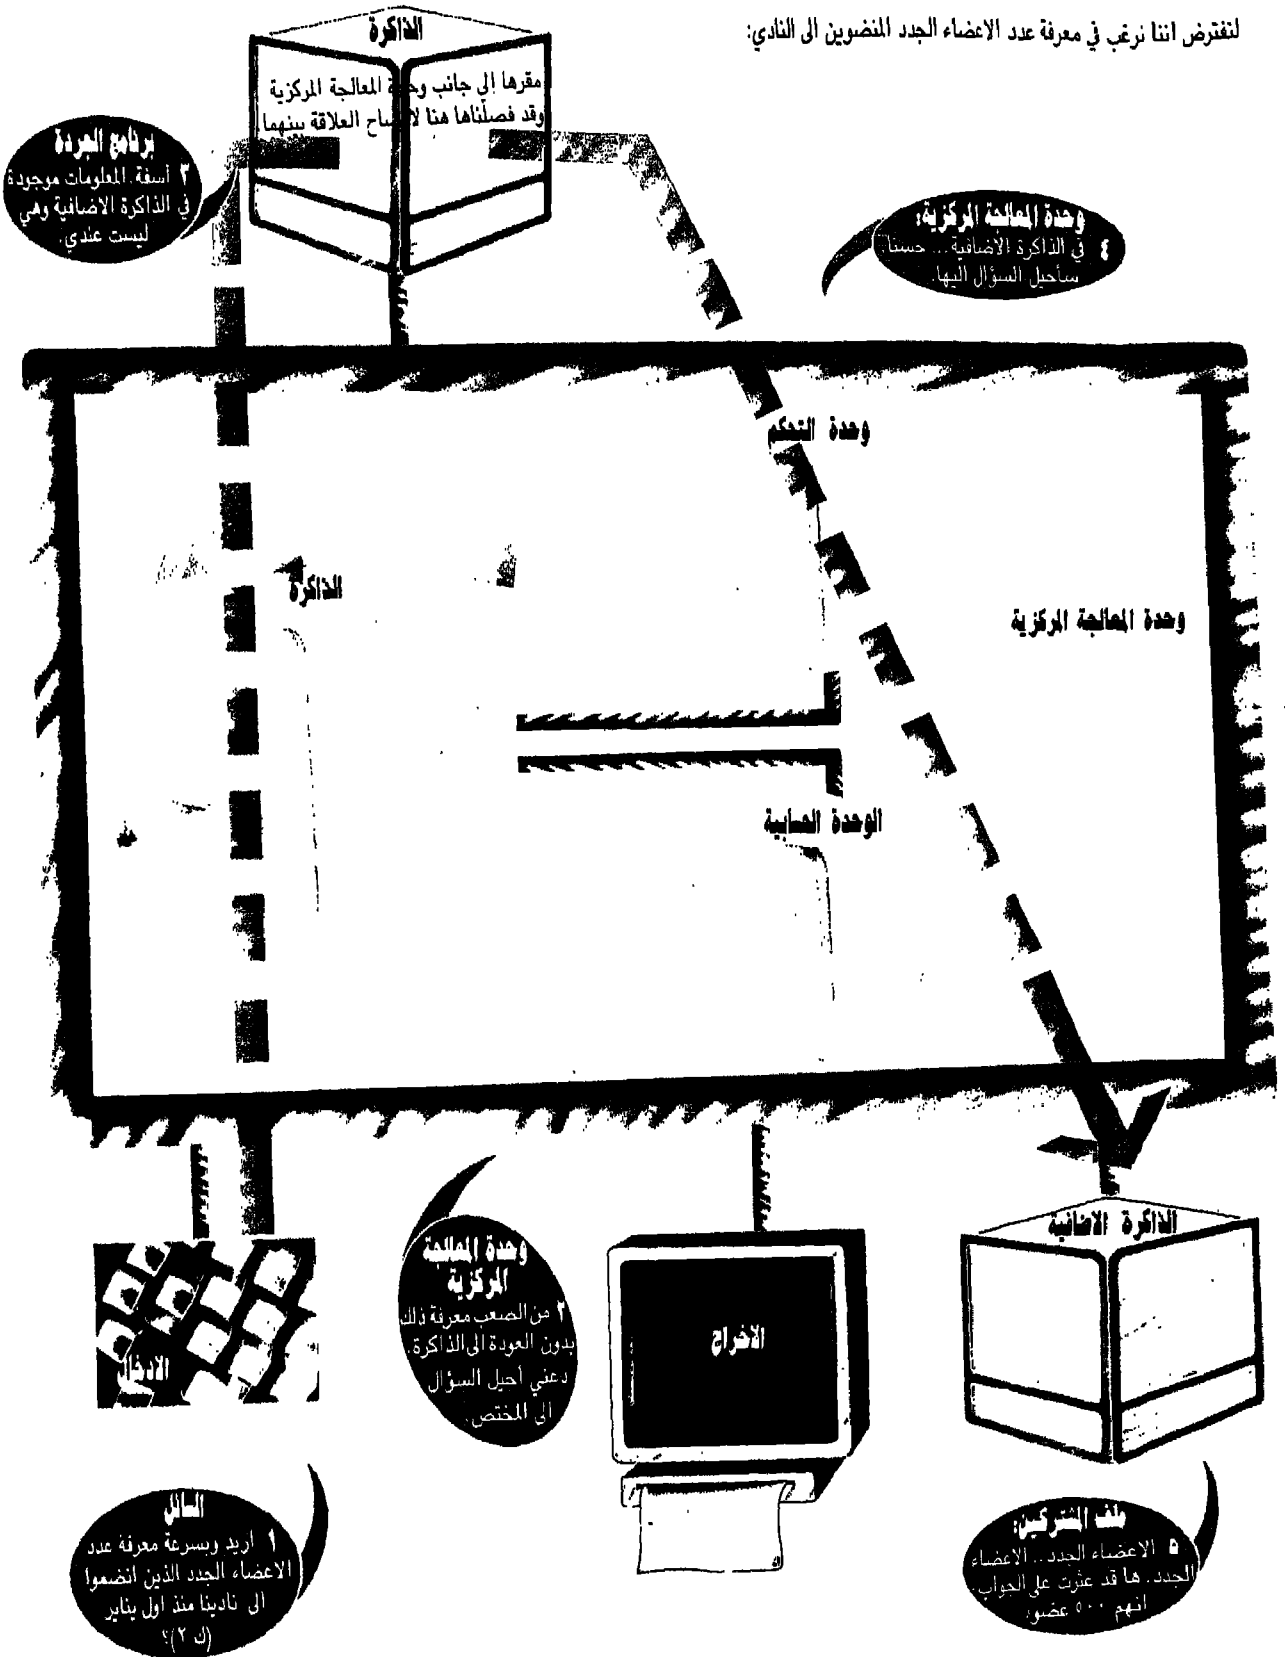 لنفترض اننا نرغب في معرفة عدد الاعضاء الجدد المنضوين الى النادي:
الذاكرة
مقرها إلى جانب وحدة المعالجة المركزية
وقد فصلناها هنا لايضاح العلاقة بينهما
برنامج الجردة
٣ أسفة. المعلومات موجودة
في الذاكرة الاضافية وهي
ليست عندي.
وحدة المعالجة المركزية:
٤ في الذاكرة الاضافية... حسنا.
سأحيل السؤال اليها.
وحدة التحكم
الذاكرة
وحدة المعالجة المركزية
الوحدة الحسابية
الذاكرة الاضافية
وحدة المعالجة
المركزية
٢ من الصعب معرفة ذلك
بدون العودة الى الذاكرة.
دعني أحيل السؤال
الى المختص.
الاخراج
الادخال
السائل
١ اريد وبسرعة معرفة عدد
الاعضاء الجدد الذين انضموا
الى نادينا منذ اول يناير
(ك ٢)؟
ملف المشتركين:
٥ الاعضاء الجدد.. الاعضاء
الجدد. ها قد عثرت على الجواب.
انهم ٥٠٠ عضو.